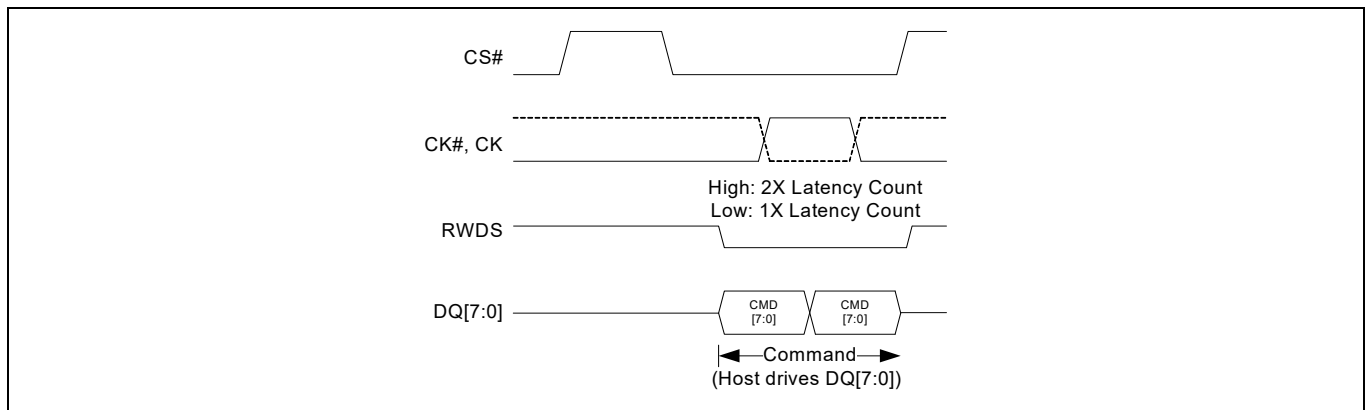 CS#
CK#, CK
High: 2X Latency Count
Low: 1X Latency Count
RWDS
DQ[7:0]
CMD
[7:0]
CMD
[7:0]
Command
(Host drives DQ[7:0])